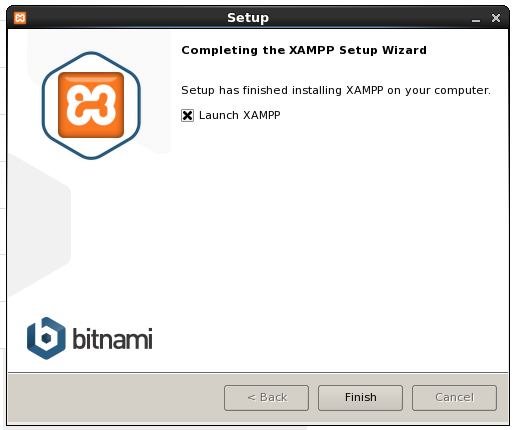 Setup
Completing the XAMPP Setup Wizard
Setup has finished installing XAMPP on your computer.
Launch XAMPP
bitnami
< Back
Finish
Cancel